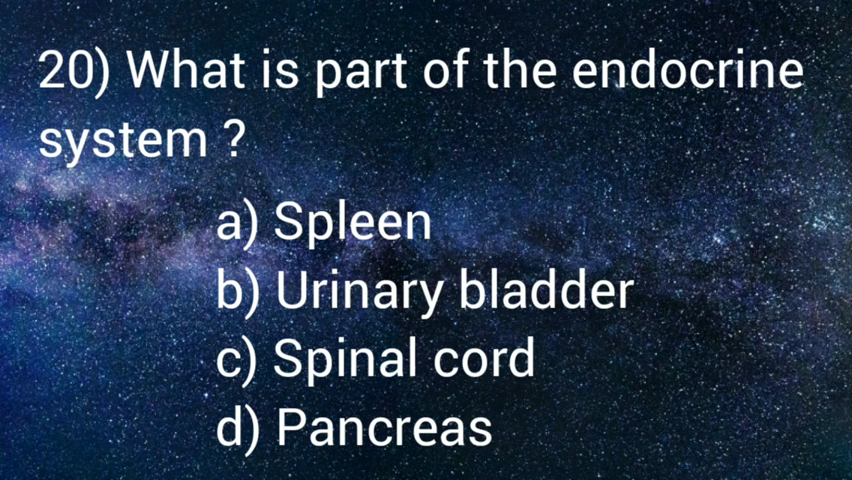 20) What is part of the endocrine
system ?
a) Spleen
b) Urinary bladder
c) Spinal cord
d) Pancreas